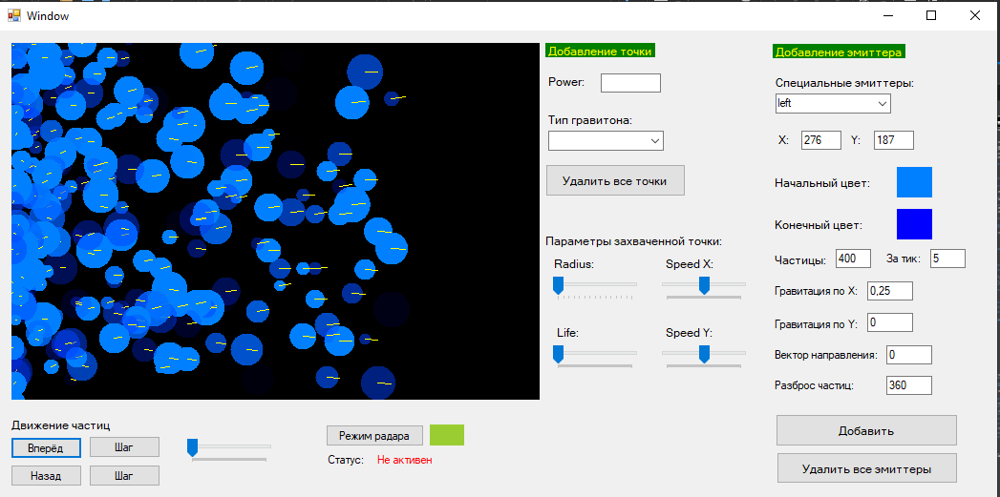 Window
Добавление точки
Power:
Тип гравитона:
Удалить все точки
Параметры захваченной точки:
Radius: Speed X:
Life: Speed Y:
Добавление эмиттера
Специальные эмиттеры:
left
X: 276 Y: 187
Начальный цвет:
Конечный цвет:
Частицы: 400 За тик: 5
Гравитация по X: 0,25
Гравитация по Y: 0
Вектор направления: 0
Разброс частиц: 360
Добавить
Удалить все эмиттеры
Движение частиц
Вперёд Шаг
Назад Шаг
Режим радара
Статус: Не активен